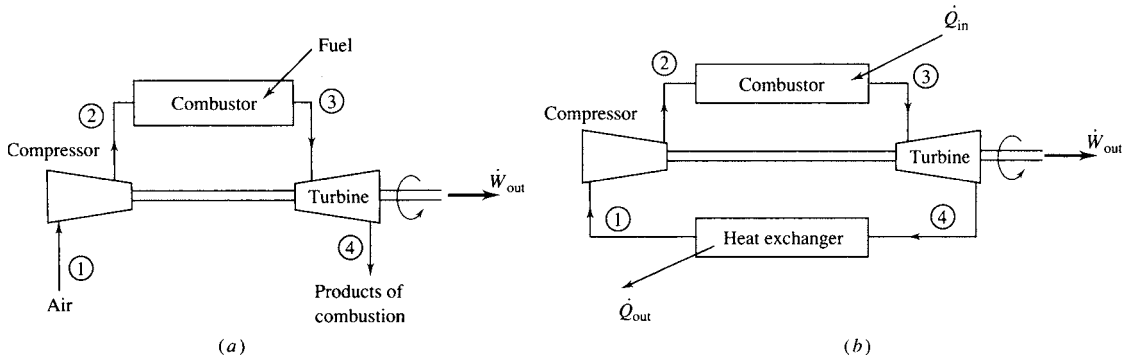 Fuel
Combustor
②
③
Compressor
Turbine
Ẇout
①
④
Air
Products of
combustion
(a)
Q̇in
②
Combustor
③
Compressor
Turbine
Ẇout
①
④
Heat exchanger
Q̇out
(b)